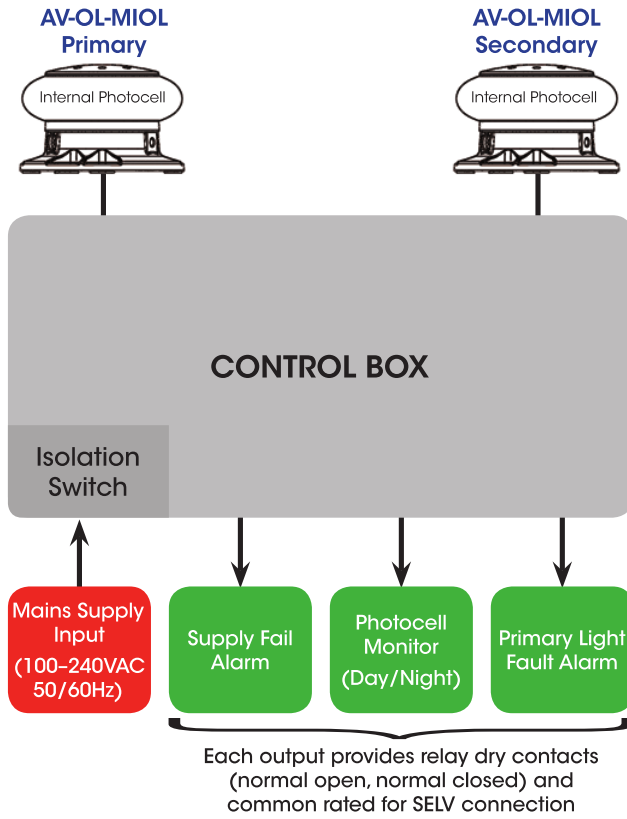 AV-OL-MIOL
Primary
AV-OL-MIOL
Secondary
Internal Photocell
Internal Photocell
CONTROL BOX
Isolation
Switch
Mains Supply
Input
(100–240VAC
50/60Hz)
Supply Fail
Alarm
Photocell
Monitor
(Day/Night)
Primary Light
Fault Alarm
Each output provides relay dry contacts
(normal open, normal closed) and
common rated for SELV connection